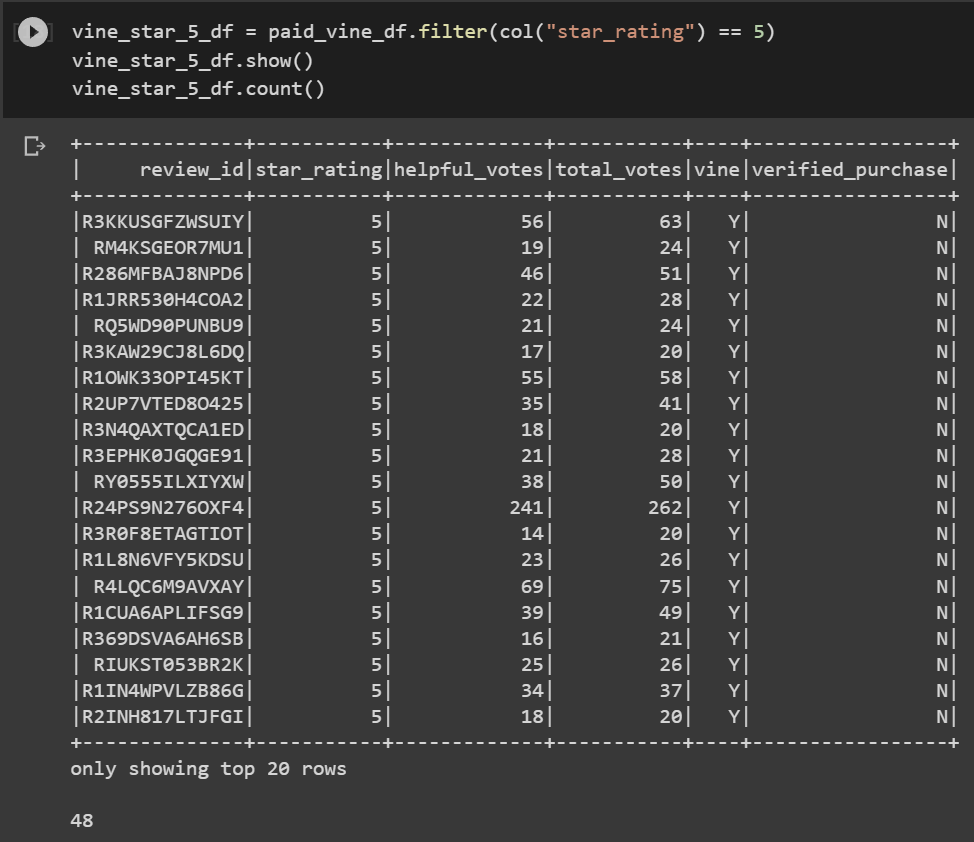 vine_star_5_df = paid_vine_df.filter(col("star_rating") == 5)
vine_star_5_df.show()
vine_star_5_df.count()
+--------------+-----------+-------------+-----------+----+-----------------+
|     review_id|star_rating|helpful_votes|total_votes|vine|verified_purchase|
+--------------+-----------+-------------+-----------+----+-----------------+
|R3KKUSGFZWSUIY|          5|           56|         63|   Y|                N|
| RM4KSGEOR7MU1|          5|           19|         24|   Y|                N|
|R286MFBAJ8NPD6|          5|           46|         51|   Y|                N|
|R1JRR530H4COA2|          5|           22|         28|   Y|                N|
| RQ5WD90PUNBU9|          5|           21|         24|   Y|                N|
|R3KAW29CJ8L6DQ|          5|           17|         20|   Y|                N|
|R1OWK33OPI45KT|          5|           55|         58|   Y|                N|
|R2UP7VTED8O425|          5|           35|         41|   Y|                N|
|R3N4QAXTQCA1ED|          5|           18|         20|   Y|                N|
|R3EPHK0JGQGE91|          5|           21|         28|   Y|                N|
| RY0555ILXIYXW|          5|           38|         50|   Y|                N|
|R24PS9N276OXF4|          5|          241|        262|   Y|                N|
|R3R0F8ETAGTIOT|          5|           14|         20|   Y|                N|
|R1L8N6VFY5KDSU|          5|           23|         26|   Y|                N|
| R4LQC6M9AVXAY|          5|           69|         75|   Y|                N|
|R1CUA6APLIFSG9|          5|           39|         49|   Y|                N|
|R369DSVA6AH6SB|          5|           16|         21|   Y|                N|
| RIUKST053BR2K|          5|           25|         26|   Y|                N|
|R1IN4WPVLZB86G|          5|           34|         37|   Y|                N|
|R2INH817LTJFGI|          5|           18|         20|   Y|                N|
+--------------+-----------+-------------+-----------+----+-----------------+
only showing top 20 rows
48